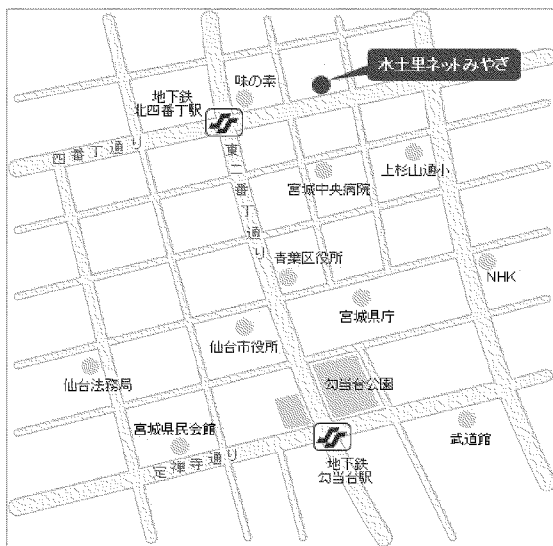 水土里ネットみやぎ
味の素
地下鉄
北四番丁駅
四番丁通り
東二番丁通り
宮城中央病院
上杉山通小
青葉区役所
NHK
宮城県庁
仙台市役所
仙台法務局
勾当台公園
宮城県民会館
武道館
定禅寺通り
地下鉄
勾当台駅